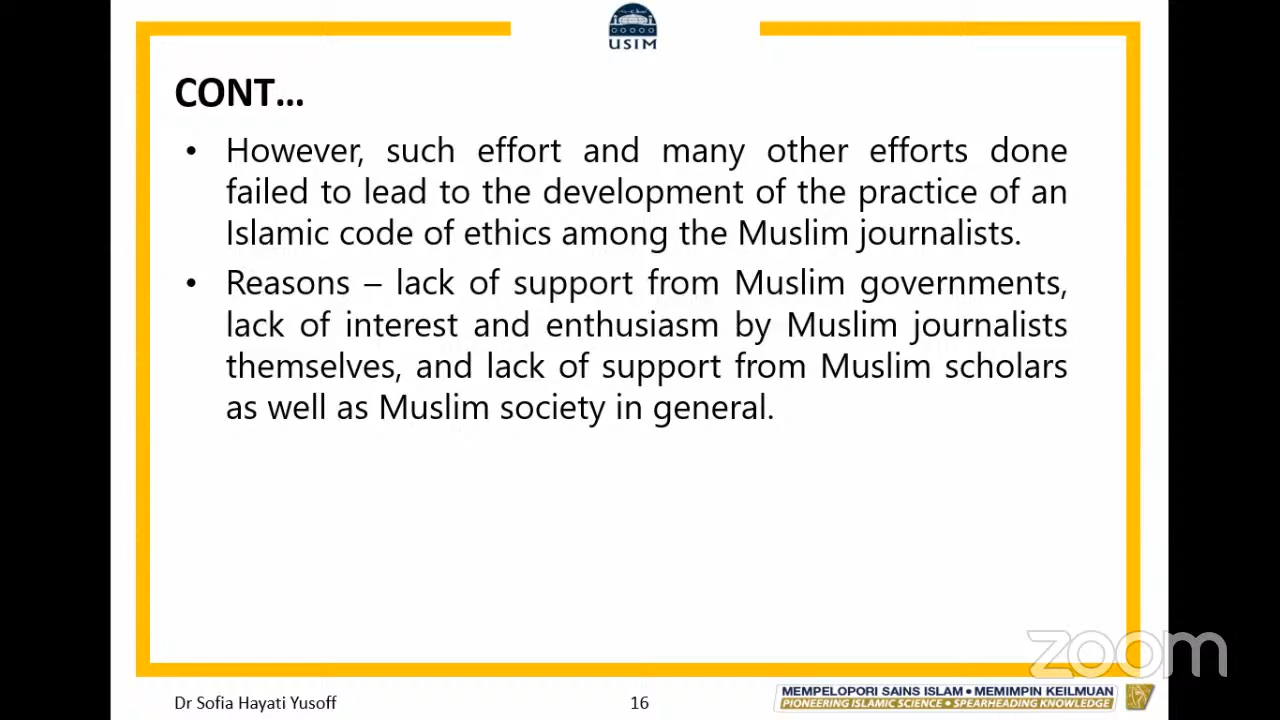 USIM
CONT...
• However, such effort and many other efforts done
failed to lead to the development of the practice of an
Islamic code of ethics among the Muslim journalists.
• Reasons – lack of support from Muslim governments,
lack of interest and enthusiasm by Muslim journalists
themselves, and lack of support from Muslim scholars
as well as Muslim society in general.
zoom
Dr Sofia Hayati Yusoff
16
MEMPELOPORI SAINS ISLAM • MEMIMPIN KEILMUAN
PIONEERING ISLAMIC SCIENCE • SPEARHEADING KNOWLEDGE